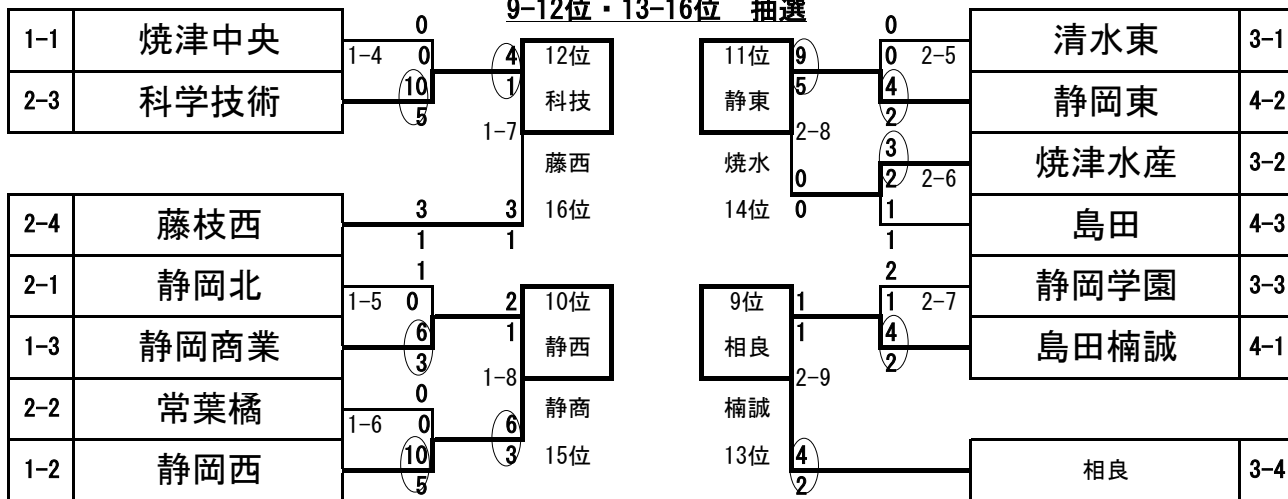 9-12位・13-16位 抽選
1-1 焼津中央
2-3 科学技術
2-4 藤枝西
2-1 静岡北
1-3 静岡商業
2-2 常葉橘
1-2 静岡西
1-4
0
0
10
5
3
1
1-5
1
0
6
3
1-6
0
0
10
5
4
1
1-7
3
1
2
1
1-8
6
3
12位
科技
藤西
16位
10位
静西
静商
15位
11位
静東
焼水
14位
9位
相良
楠誠
13位
9
5
2-8
0
0
1
1
2-9
4
2
0
0
2-5
4
2
3
2
2-6
1
1
2
1
2-7
4
2
清水東 3-1
静岡東 4-2
焼津水産 3-2
島田 4-3
静岡学園 3-3
島田楠誠 4-1
相良 3-4